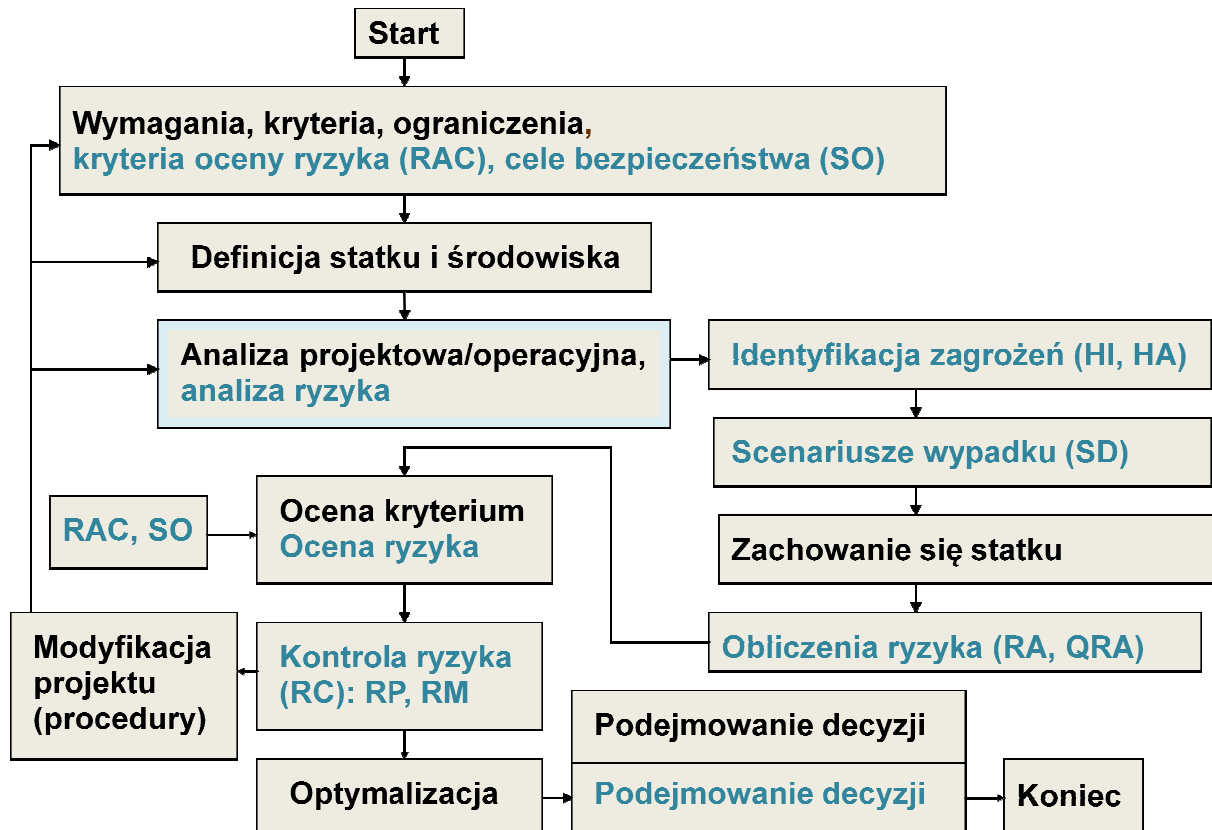 Start
Wymagania, kryteria, ograniczenia,
kryteria oceny ryzyka (RAC), cele bezpieczeństwa (SO)
Definicja statku i środowiska
Analiza projektowa/operacyjna,
analiza ryzyka
Identyfikacja zagrożeń (HI, HA)
Scenariusze wypadku (SD)
Zachowanie się statku
Obliczenia ryzyka (RA, QRA)
RAC, SO
Ocena kryterium
Ocena ryzyka
Kontrola ryzyka
(RC): RP, RM
Modyfikacja
projektu
(procedury)
Optymalizacja
Podejmowanie decyzji
Podejmowanie decyzji
Koniec